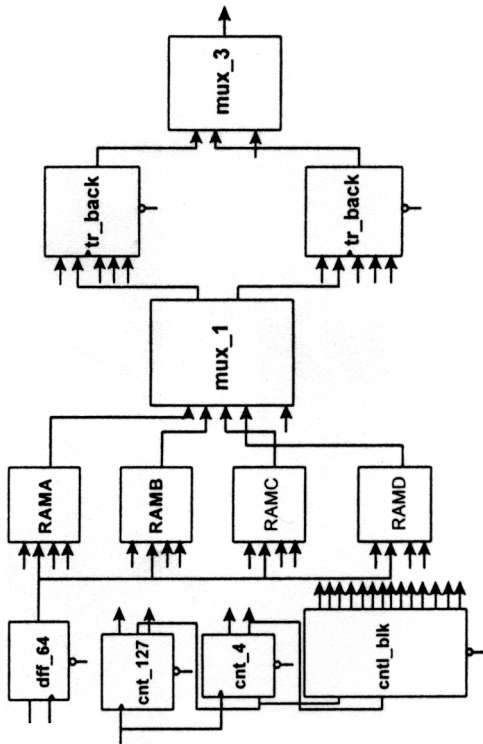 dff_64
cnt_127
cnt_4
cntl_blk
RAMA
RAMB
RAMC
RAMD
mux_1
tr_back
tr_back
mux_3